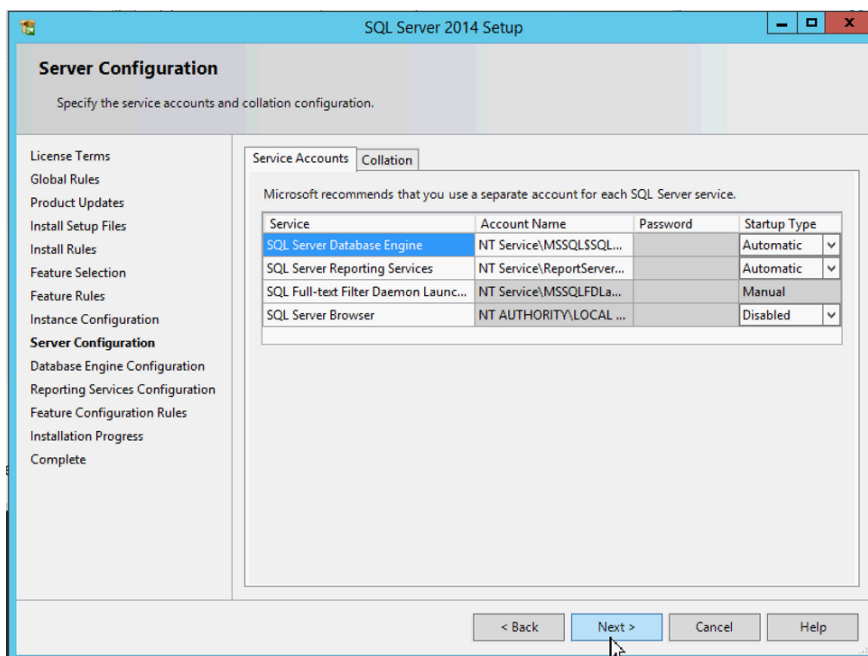 SQL Server 2014 Setup
Server Configuration
Specify the service accounts and collation configuration.
License Terms
Global Rules
Product Updates
Install Setup Files
Install Rules
Feature Selection
Feature Rules
Instance Configuration
Server Configuration
Database Engine Configuration
Reporting Services Configuration
Feature Configuration Rules
Installation Progress
Complete
Service Accounts Collation
Microsoft recommends that you use a separate account for each SQL Server service.
Service Account Name Password Startup Type
SQL Server Database Engine NT Service\MSSQL$SQL... Automatic
SQL Server Reporting Services NT Service\ReportServer... Automatic
SQL Full-text Filter Daemon Launc... NT Service\MSSQLFDLa... Manual
SQL Server Browser NT AUTHORITY\LOCAL ... Disabled
< Back Next > Cancel Help